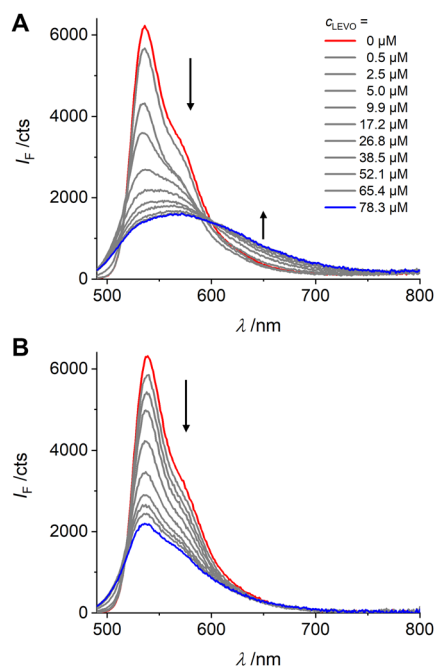 A
c_LEVO =
0 µM
0.5 µM
2.5 µM
5.0 µM
9.9 µM
17.2 µM
26.8 µM
38.5 µM
52.1 µM
65.4 µM
78.3 µM
6000
4000
2000
0
I_F /cts
500 600 700 800
λ /nm
B
6000
4000
2000
0
I_F /cts
500 600 700 800
λ /nm